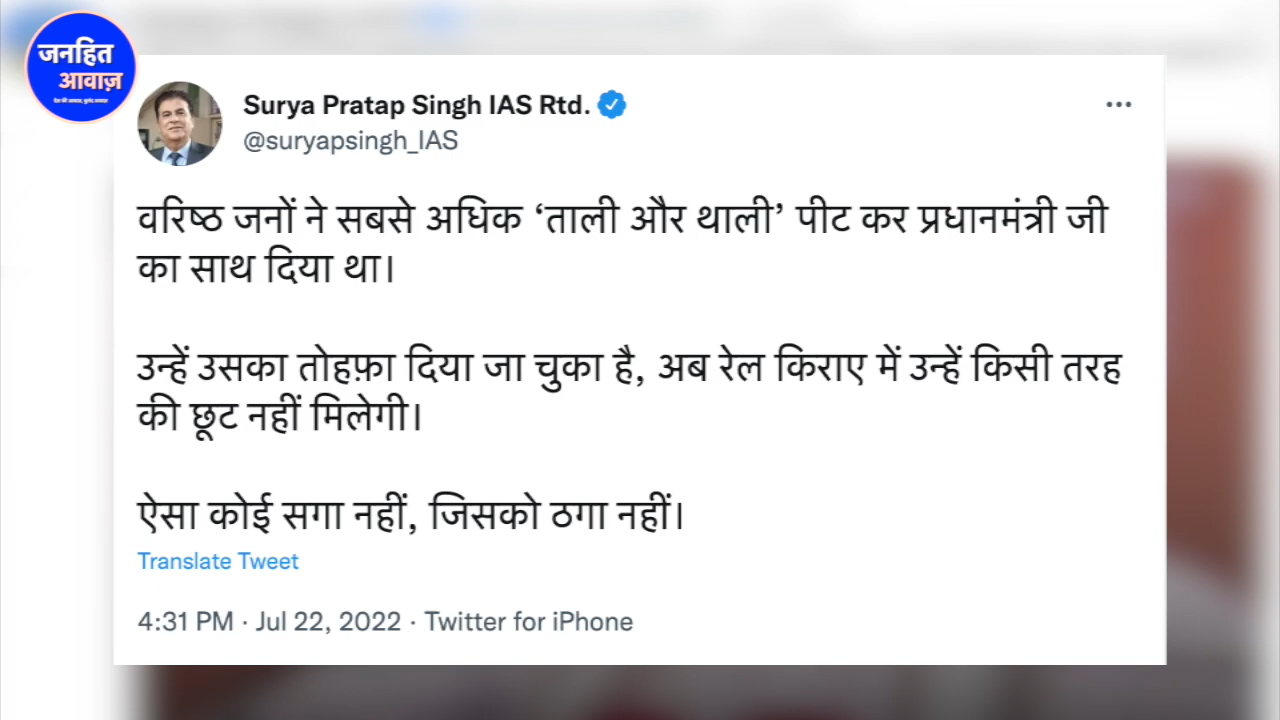 जनहित
आवाज़
Surya Pratap Singh IAS Rtd.
@suryapsingh_IAS
वरिष्ठ जनों ने सबसे अधिक ‘ताली और थाली’ पीट कर प्रधानमंत्री जी
का साथ दिया था।
उन्हें उसका तोहफ़ा दिया जा चुका है, अब रेल किराए में उन्हें किसी तरह
की छूट नहीं मिलेगी।
ऐसा कोई सगा नहीं, जिसको ठगा नहीं।
Translate Tweet
4:31 PM · Jul 22, 2022 · Twitter for iPhone